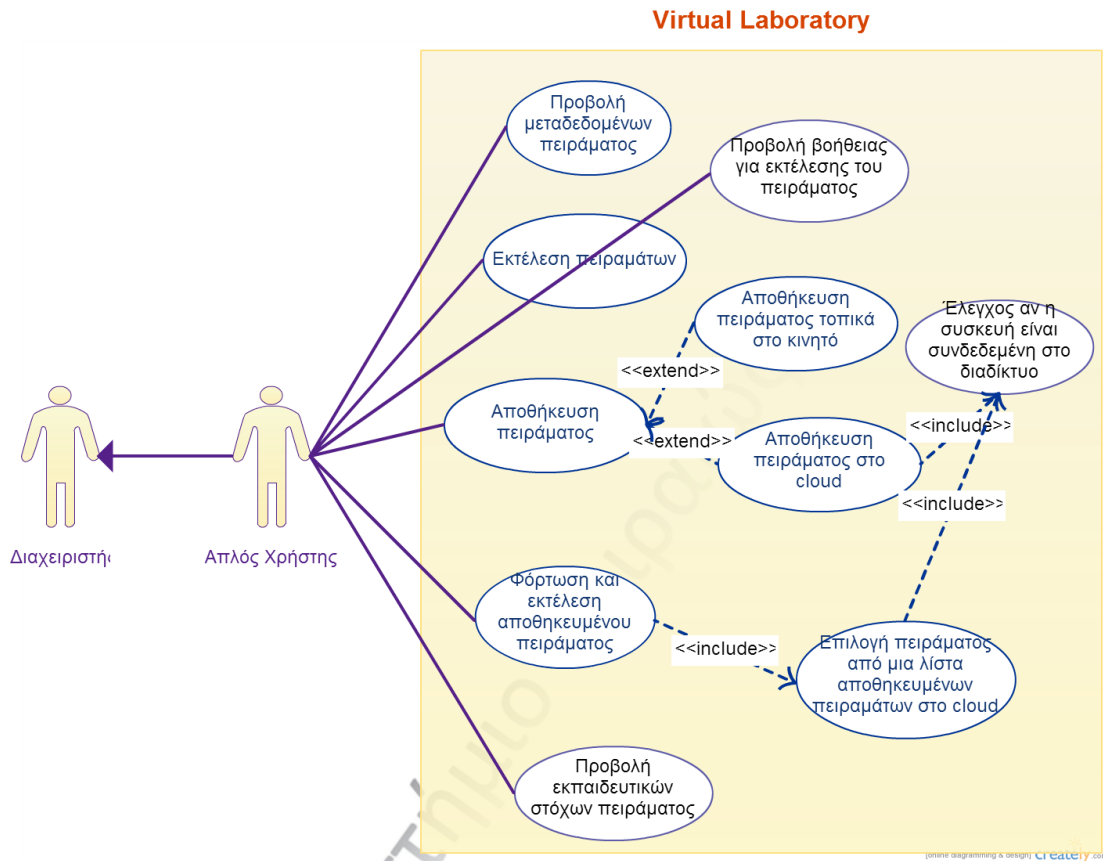 Virtual Laboratory
Προβολή
μεταδεδομένων
πειράματος
Προβολή βοήθειας
για εκτέλεσης του
πειράματος
Εκτέλεση πειραμάτων
Αποθήκευση
πειράματος τοπικά
στο κινητό
Έλεγχος αν η
συσκευή είναι
συνδεδεμένη στο
διαδίκτυο
<<extend>>
Αποθήκευση
πειράματος
<<extend>>
Αποθήκευση
πειράματος στο
cloud
<<include>>
<<include>>
Διαχειριστής
Απλός Χρήστης
Φόρτωση και
εκτέλεση
αποθηκευμένου
πειράματος
<<include>>
Επιλογή πειράματος
από μια λίστα
αποθηκευμένων
πειραμάτων στο cloud
Προβολή
εκπαιδευτικών
στόχων πειράματος
[online diagramming & design]